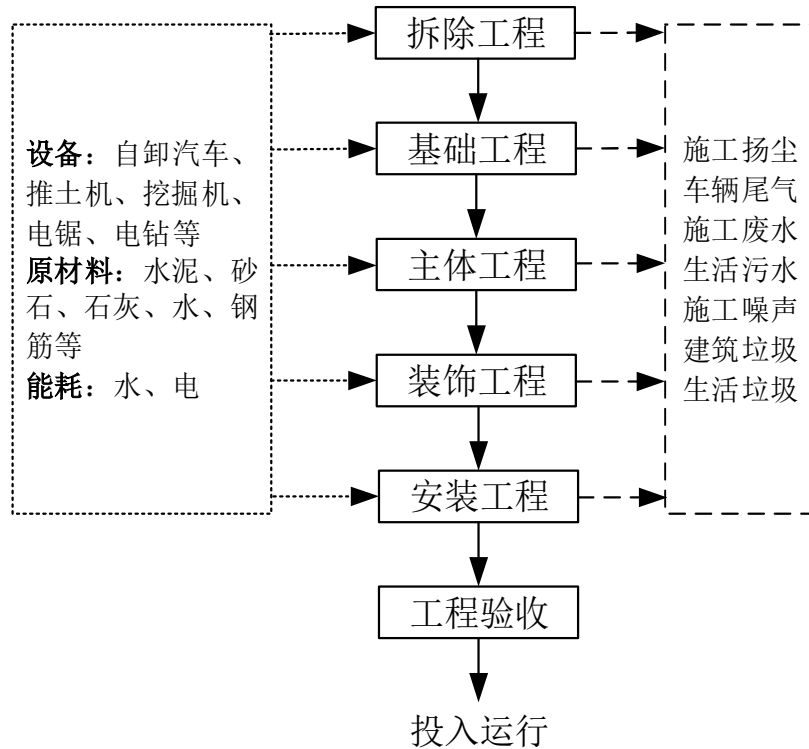 拆除工程
设备：自卸汽车、
推土机、挖掘机、
电锯、电钻等
原材料：水泥、砂
石、石灰、水、钢
筋等
能耗：水、电
基础工程
主体工程
装饰工程
安装工程
工程验收
投入运行
施工扬尘
车辆尾气
施工废水
生活污水
施工噪声
建筑垃圾
生活垃圾